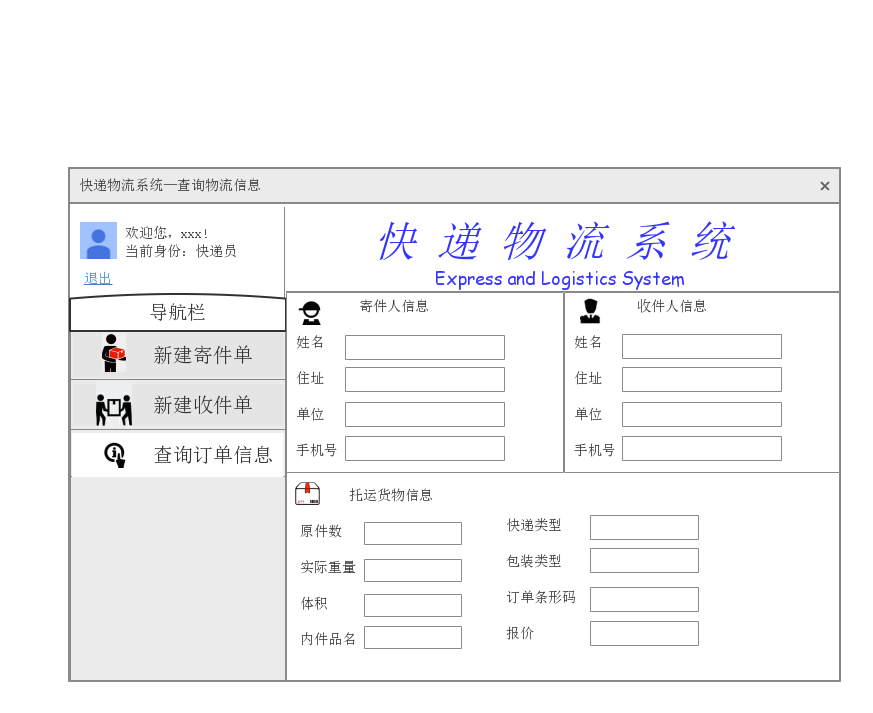 快递物流系统—查询物流信息
欢迎您，xxx!
当前身份：快递员
退出
快递物流系统
Express and Logistics System
导航栏
新建寄件单
新建收件单
查询订单信息
寄件人信息
姓名
住址
单位
手机号
收件人信息
姓名
住址
单位
手机号
托运货物信息
原件数
实际重量
体积
内件品名
快递类型
包装类型
订单条形码
报价